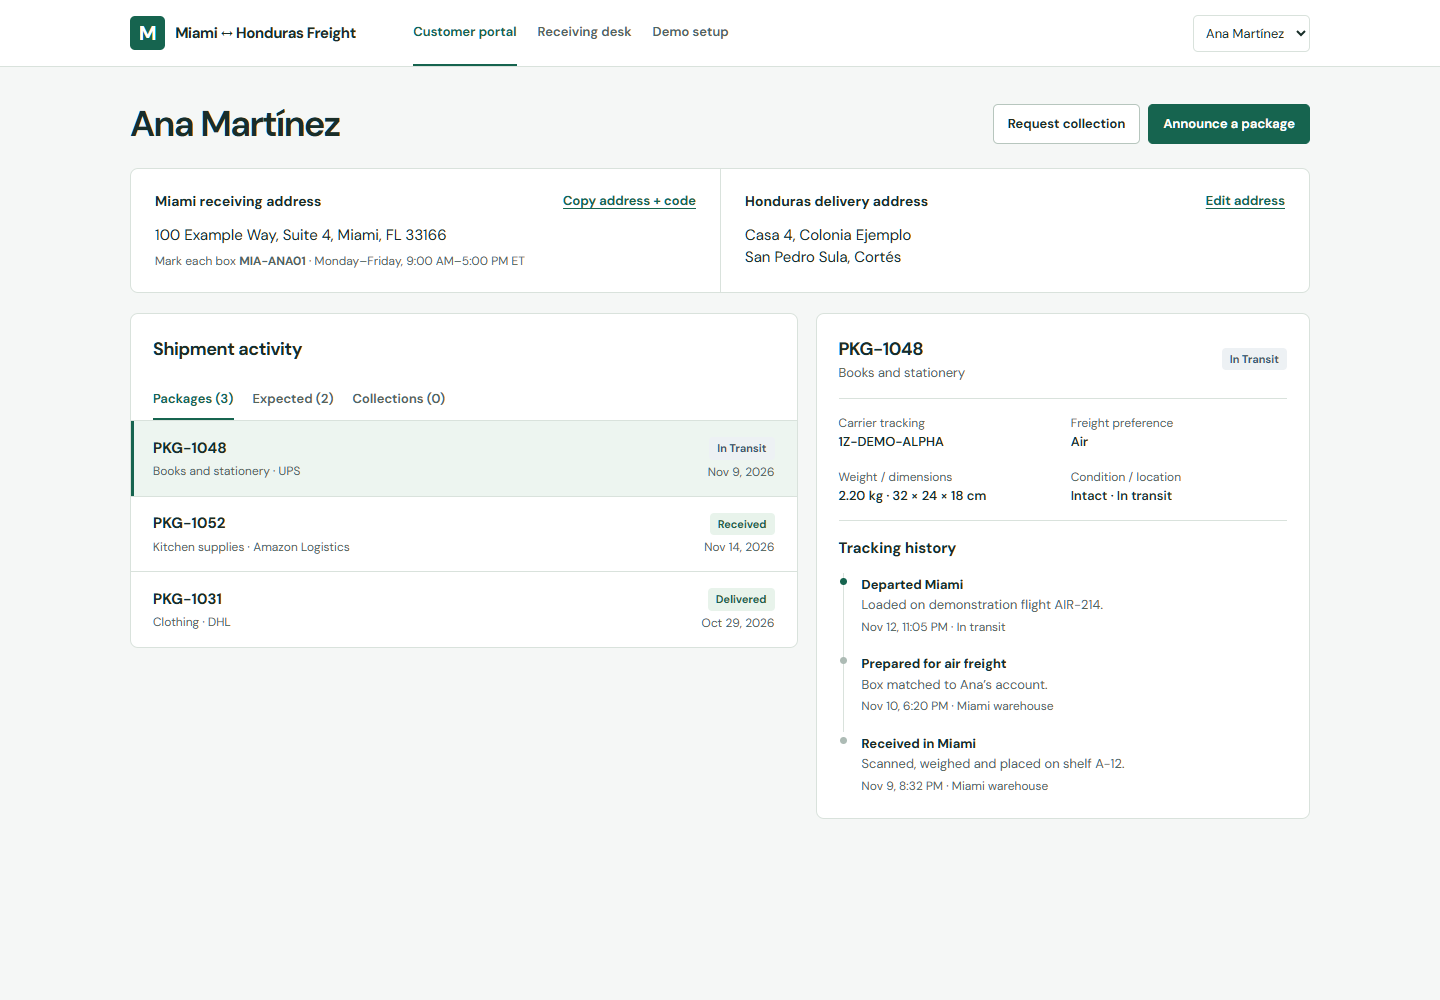 M
Miami ↔ Honduras Freight
Customer portal
Receiving desk
Demo setup
Ana Martínez
Ana Martínez
Request collection
Announce a package
Miami receiving address
Copy address + code
100 Example Way, Suite 4, Miami, FL 33166
Mark each box MIA-ANA01 · Monday–Friday, 9:00 AM–5:00 PM ET
Honduras delivery address
Edit address
Casa 4, Colonia Ejemplo
San Pedro Sula, Cortés
Shipment activity
Packages (3)
Expected (2)
Collections (0)
PKG-1048
In Transit
Books and stationery · UPS
Nov 9, 2026
PKG-1052
Received
Kitchen supplies · Amazon Logistics
Nov 14, 2026
PKG-1031
Delivered
Clothing · DHL
Oct 29, 2026
PKG-1048
In Transit
Books and stationery
Carrier tracking
1Z-DEMO-ALPHA
Freight preference
Air
Weight / dimensions
2.20 kg · 32 × 24 × 18 cm
Condition / location
Intact · In transit
Tracking history
Departed Miami
Loaded on demonstration flight AIR-214.
Nov 12, 11:05 PM · In transit
Prepared for air freight
Box matched to Ana’s account.
Nov 10, 6:20 PM · Miami warehouse
Received in Miami
Scanned, weighed and placed on shelf A-12.
Nov 9, 8:32 PM · Miami warehouse